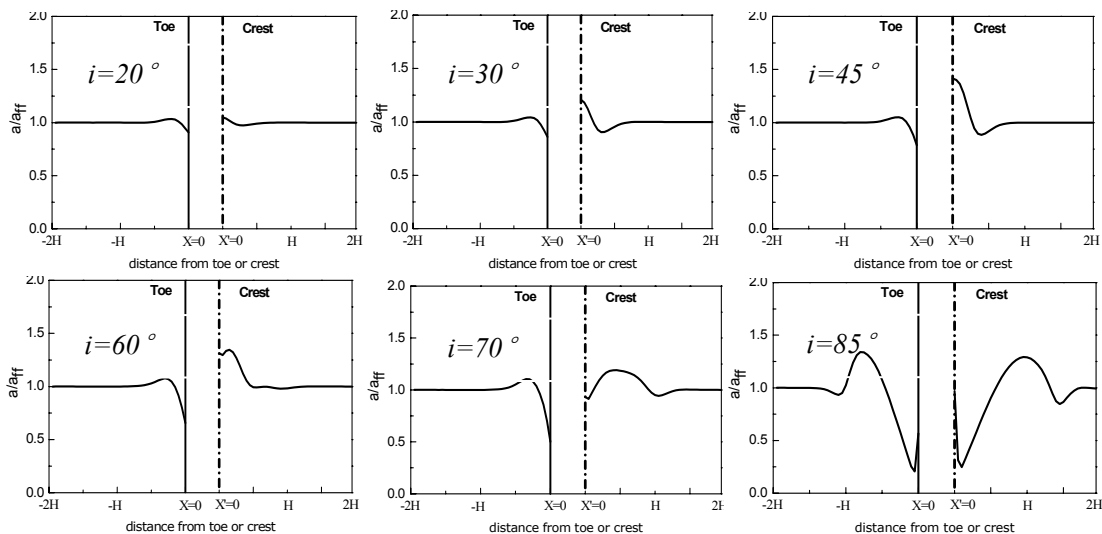 2.0
1.5
1.0
0.5
0.0
a/aff
Toe
Crest
i=20°
-2H
-H
X=0
X'=0
H
2H
distance from toe or crest
2.0
1.5
1.0
0.5
0.0
a/aff
Toe
Crest
i=30°
-2H
-H
X=0
X'=0
H
2H
distance from toe or crest
2.0
1.5
1.0
0.5
0.0
a/aff
Toe
Crest
i=45°
-2H
-H
X=0
X'=0
H
2H
distance from toe or crest
2.0
1.5
1.0
0.5
0.0
a/aff
Toe
Crest
i=60°
-2H
-H
X=0
X'=0
H
2H
distance from toe or crest
2.0
1.5
1.0
0.5
0.0
a/aff
Toe
Crest
i=70°
-2H
-H
X=0
X'=0
H
2H
distance from toe or crest
2.0
1.5
1.0
0.5
0.0
a/aff
Toe
Crest
i=85°
-2H
-H
X=0
X'=0
H
2H
distance from toe or crest